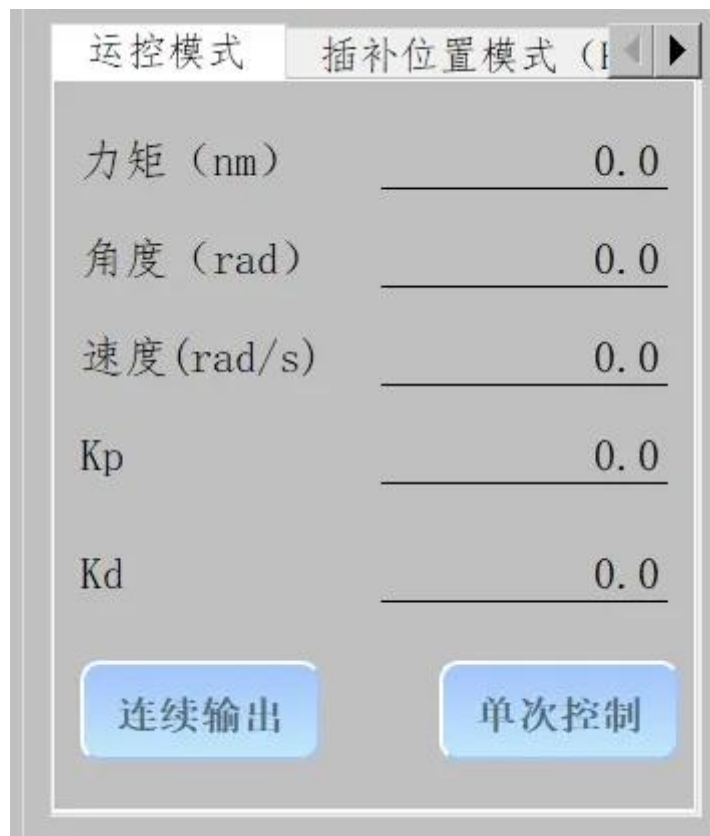 运控模式 插补位置模式（
力矩（nm） 0.0
角度（rad） 0.0
速度(rad/s) 0.0
Kp 0.0
Kd 0.0
连续输出 单次控制